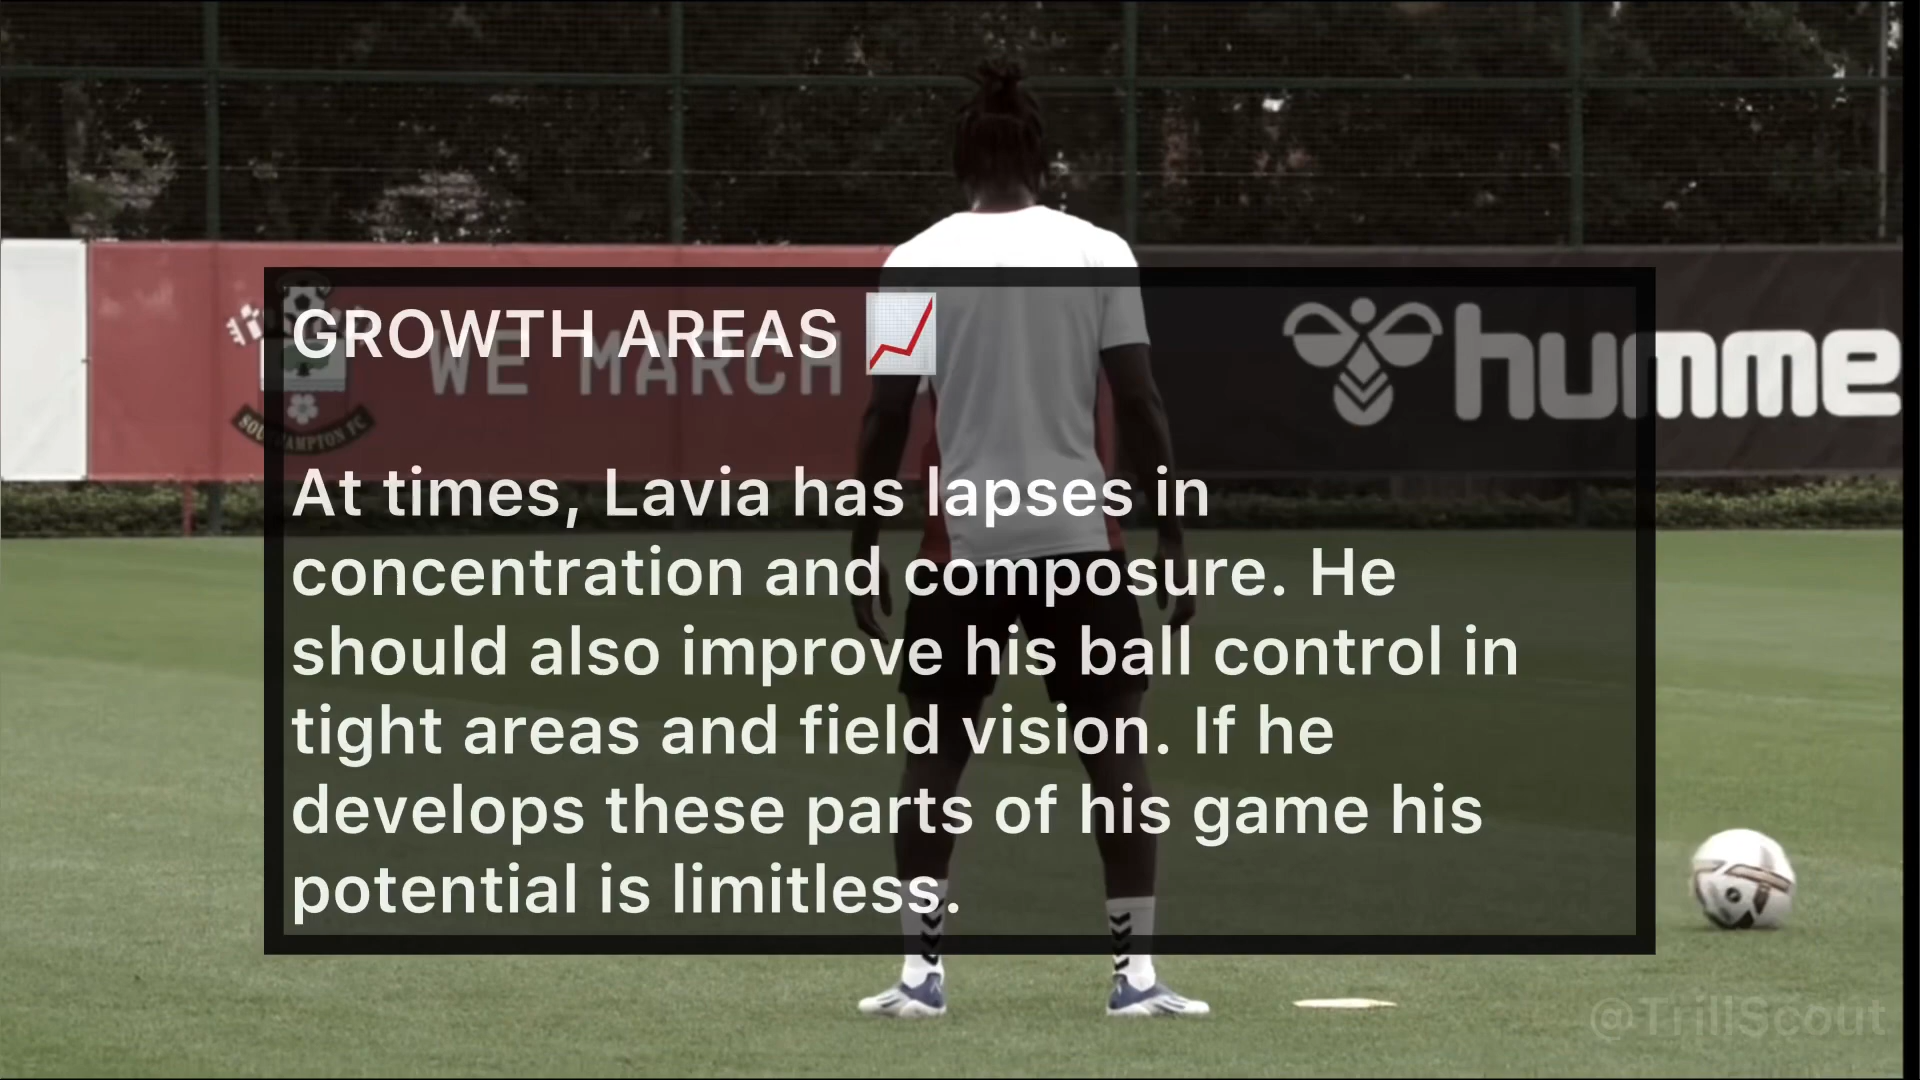 GROWTH AREAS 📈
WE MARCH
humme
SOUTHAMPTON FC
At times, Lavia has lapses in
concentration and composure. He
should also improve his ball control in
tight areas and field vision. If he
develops these parts of his game his
potential is limitless.
@TrillScout